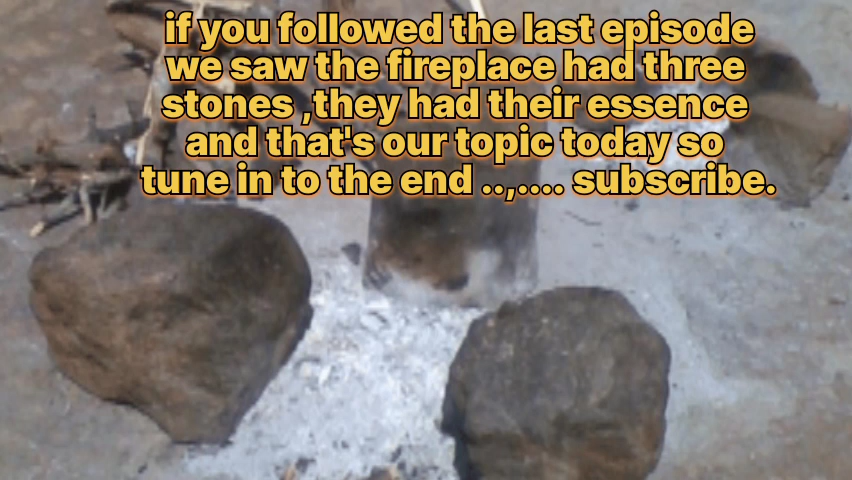 if you followed the last episode
we saw the fireplace had three
stones ,they had their essence
and that's our topic today so
tune in to the end ..,.... subscribe.